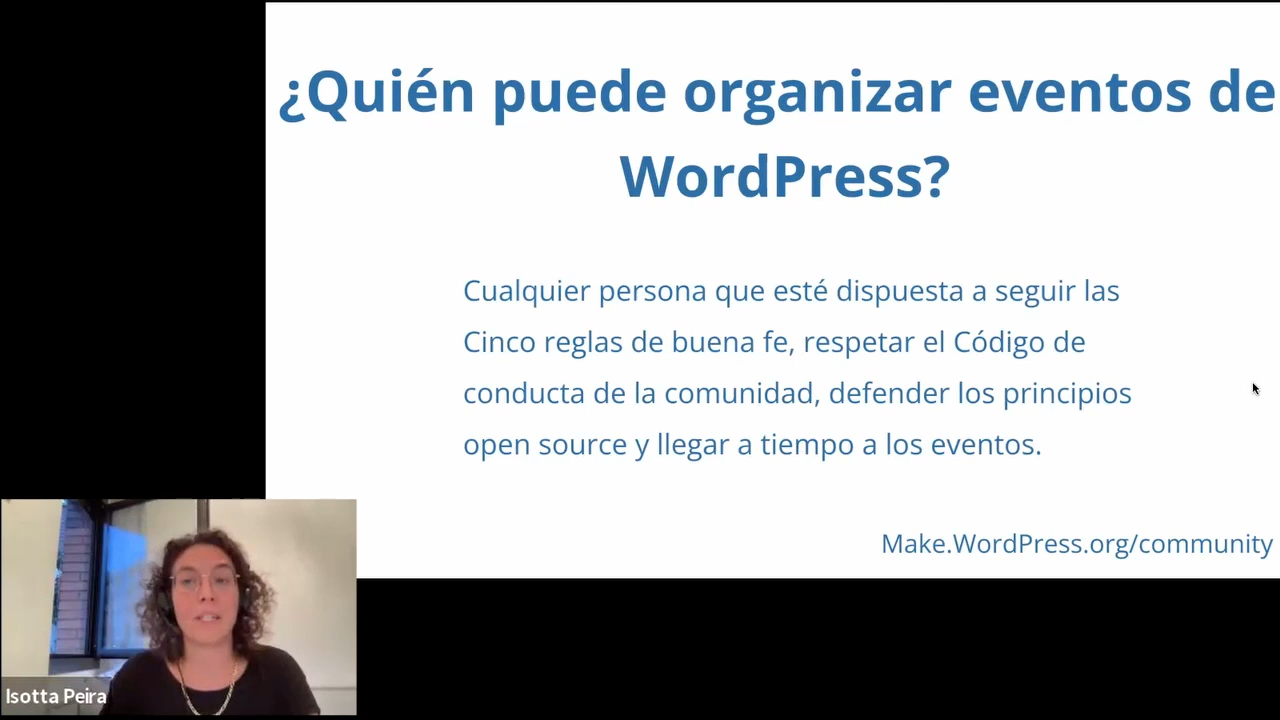 ¿Quién puede organizar eventos de
WordPress?
Cualquier persona que esté dispuesta a seguir las
Cinco reglas de buena fe, respetar el Código de
conducta de la comunidad, defender los principios
open source y llegar a tiempo a los eventos.
Make.WordPress.org/community
Isotta Peira